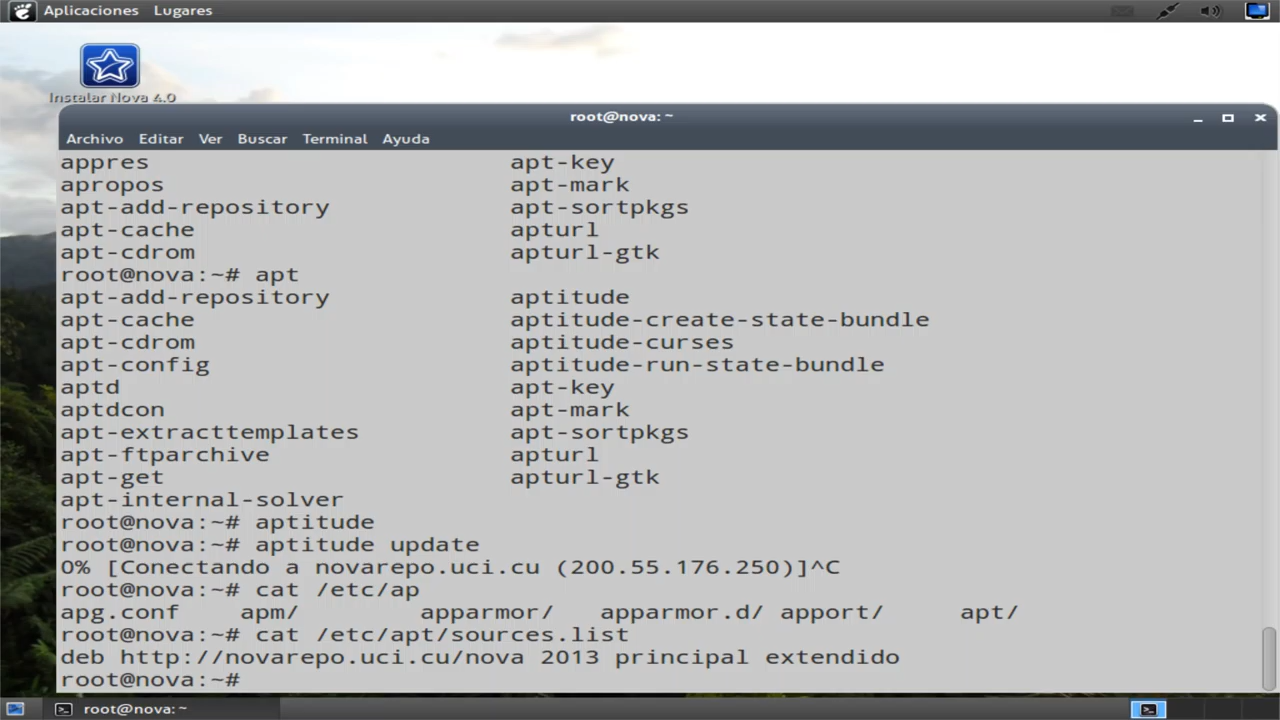 Aplicaciones Lugares
Instalar Nova 4.0
root@nova: ~
Archivo Editar Ver Buscar Terminal Ayuda
appres apt-key
apropos apt-mark
apt-add-repository apt-sortpkgs
apt-cache apturl
apt-cdrom apturl-gtk
root@nova:~# apt
apt-add-repository aptitude
apt-cache aptitude-create-state-bundle
apt-cdrom aptitude-curses
apt-config aptitude-run-state-bundle
aptd apt-key
aptdcon apt-mark
apt-extracttemplates apt-sortpkgs
apt-ftparchive apturl
apt-get apturl-gtk
apt-internal-solver
root@nova:~# aptitude
root@nova:~# aptitude update
0% [Conectando a novarepo.uci.cu (200.55.176.250)]^C
root@nova:~# cat /etc/ap
apg.conf apm/ apparmor/ apparmor.d/ apport/ apt/
root@nova:~# cat /etc/apt/sources.list
deb http://novarepo.uci.cu/nova 2013 principal extendido
root@nova:~#
root@nova: ~